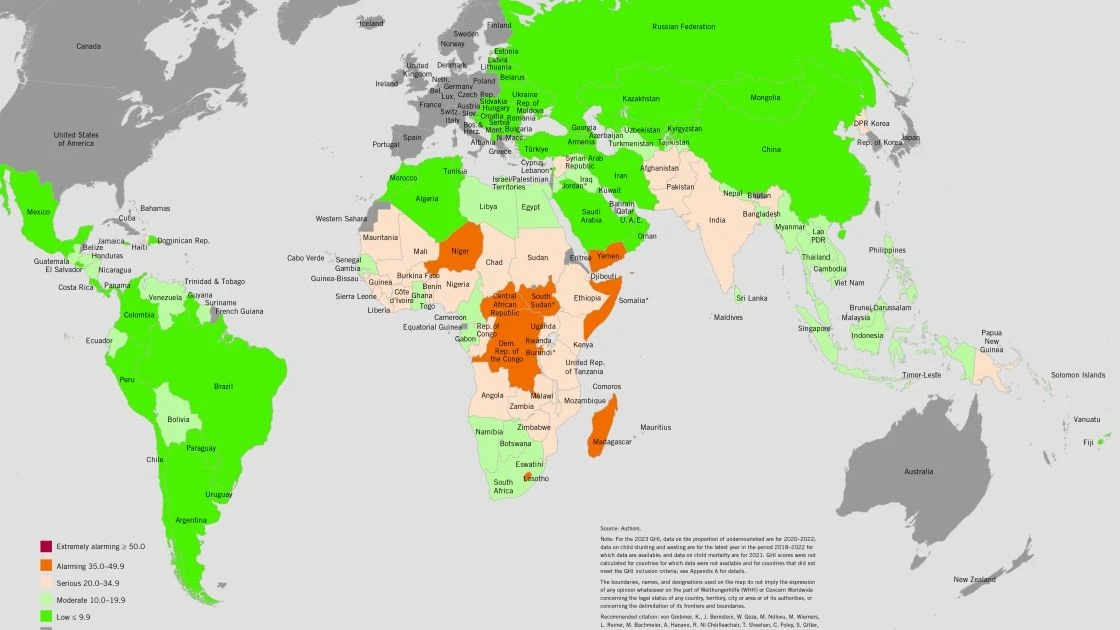 Canada
United States
of America
Mexico
Cuba
Bahamas
Jamaica
Belize
Haiti
Dominican Rep.
Honduras
Guatemala
El Salvador
Nicaragua
Costa Rica
Panama
Trinidad & Tobago
Venezuela
Guyana
Suriname
French Guiana
Colombia
Ecuador
Peru
Brazil
Bolivia
Paraguay
Chile
Uruguay
Argentina
Iceland
Finland
Sweden
Norway
Estonia
Latvia
Lithuania
Denmark
United
Kingdom
Ireland
Neth.
Bel.
Lux.
Germany
Poland
Belarus
Czech Rep.
France
Austria
Switz.
Slov.
Italy
Slovakia
Hungary
Croatia
Serbia
Bos.&
Herz.
Mont.
Albania
Greece
N.Mace.
Bulgaria
Romania
Ukraine
Rep. of
Moldova
Spain
Portugal
Russian Federation
Kazakhstan
Mongolia
Georgia
Azerbaijan
Armenia
Türkiye
Uzbekistan
Kyrgyzstan
Turkmenistan
Tajikistan
China
DPR Korea
Rep. of Korea
Japan
Cyprus
Lebanon*
Syrian Arab
Republic
Israel/Palestinian
Territories
Iraq
Jordan*
Iran
Kuwait
Afghanistan
Pakistan
Nepal
Bhutan
India
Bangladesh
Myanmar
Lao
PDR
Thailand
Cambodia
Viet Nam
Philippines
Saudi
Arabia
Bahrain
Qatar
U.A.E.
Oman
Yemen
Morocco
Tunisia
Algeria
Libya
Egypt
Western Sahara
Mauritania
Mali
Niger
Chad
Sudan
Eritrea
Djibouti
Cabo Verde
Senegal
Gambia
Guinea-Bissau
Guinea
Sierra Leone
Liberia
Burkina Faso
Côte
d'Ivoire
Ghana
Togo
Benin
Nigeria
Cameroon
Equatorial Guinea
Gabon
Rep. of
Congo
Central
African
Republic
South
Sudan*
Ethiopia
Somalia*
Uganda
Rwanda
Burundi*
Kenya
Dem.
Rep. of
the Congo
United Rep.
of Tanzania
Comoros
Angola
Zambia
Malawi
Mozambique
Zimbabwe
Namibia
Botswana
Eswatini
Lesotho
South
Africa
Madagascar
Mauritius
Sri Lanka
Maldives
Singapore
Brunei Darussalam
Malaysia
Indonesia
Timor-Leste
Papua
New
Guinea
Solomon Islands
Vanuatu
Fiji
Australia
New Zealand
Extremely alarming ≥ 50.0
Alarming 35.0–49.9
Serious 20.0–34.9
Moderate 10.0–19.9
Low ≤ 9.9
Source: Authors.
Note: For the 2023 GHI, data on the proportion of undernourished are for 2020–2022;
data on child stunting and wasting are for the latest year in the period 2018–2022 for
which data are available; and data on child mortality are for 2021. GHI scores were not
calculated for countries for which data were not available and for countries that did not
meet the GHI inclusion criteria; see Appendix A for details.
The boundaries, names, and designations used on the map do not imply the expression
of any opinion whatsoever on the part of Welthungerhilfe (WHH) or Concern Worldwide
concerning the legal status of any country, territory, city or area or of its authorities, or
concerning the delimitation of its frontiers and boundaries.
Recommended citation: von Grebmer, K., J. Bernstein, W. Geza, M. Ndlovu, M. Wiemers,
L. Reiner, M. Bachmeier, A. Hanano, R. Ní Chéilleachair, T. Sheehan, C. Foley, S. Gitter,